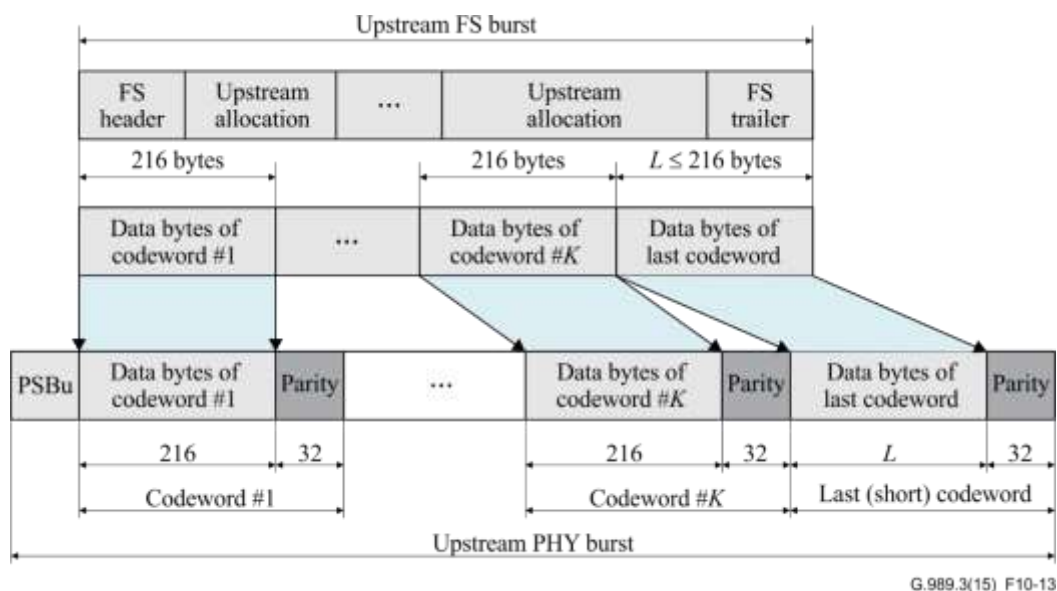 Upstream FS burst
FS header
Upstream allocation
...
Upstream allocation
FS trailer
216 bytes
216 bytes
L ≤ 216 bytes
Data bytes of codeword #1
...
Data bytes of codeword #K
Data bytes of last codeword
PSBu
Data bytes of codeword #1
Parity
...
Data bytes of codeword #K
Parity
Data bytes of last codeword
Parity
216
32
216
32
L
32
Codeword #1
Codeword #K
Last (short) codeword
Upstream PHY burst
G.989.3(15)_F10-13